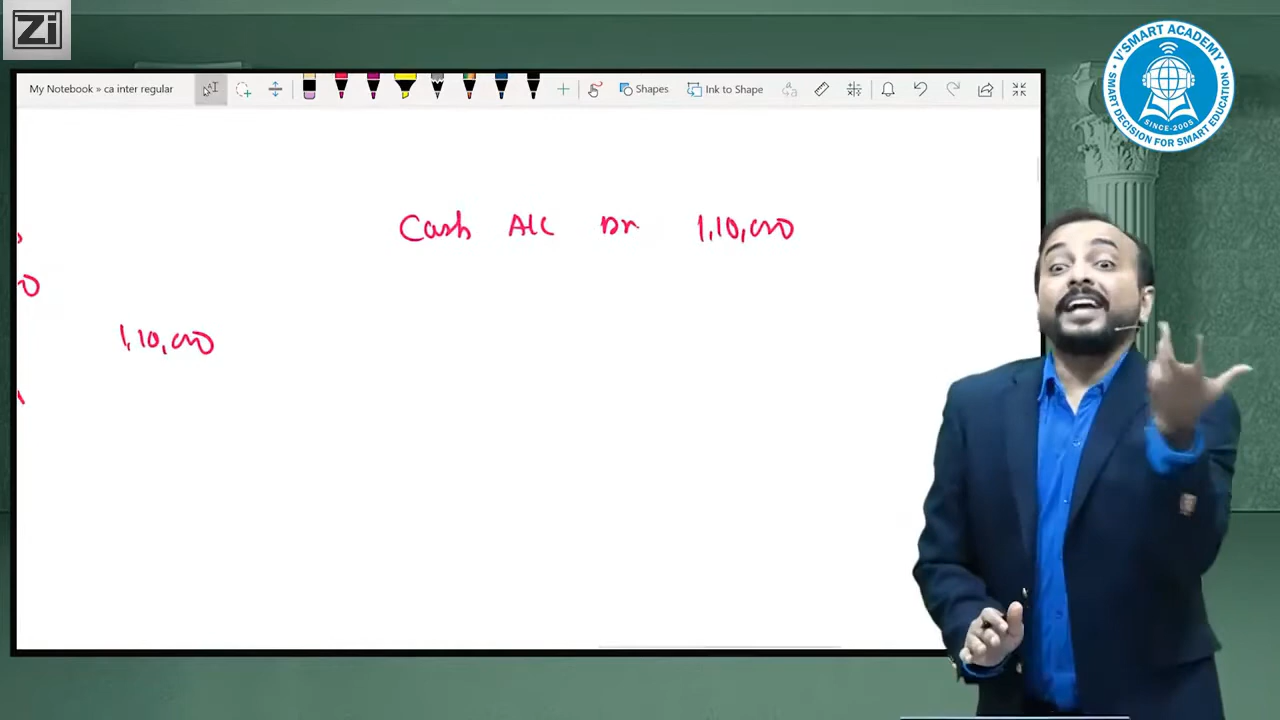 Zi
My Notebook » ca inter regular
Shapes
Ink to Shape
V'SMART ACADEMY
SMART DECISION FOR SMART EDUCATION
SINCE-2005
Cash A/C Dr 1,10,000
0
1,10,000